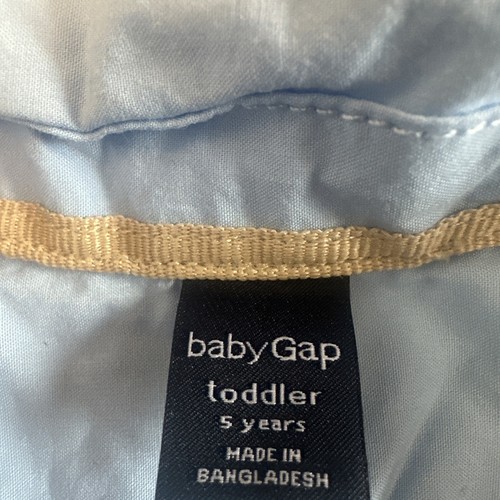 babyGap
toddler
5 years
MADE IN
BANGLADESH